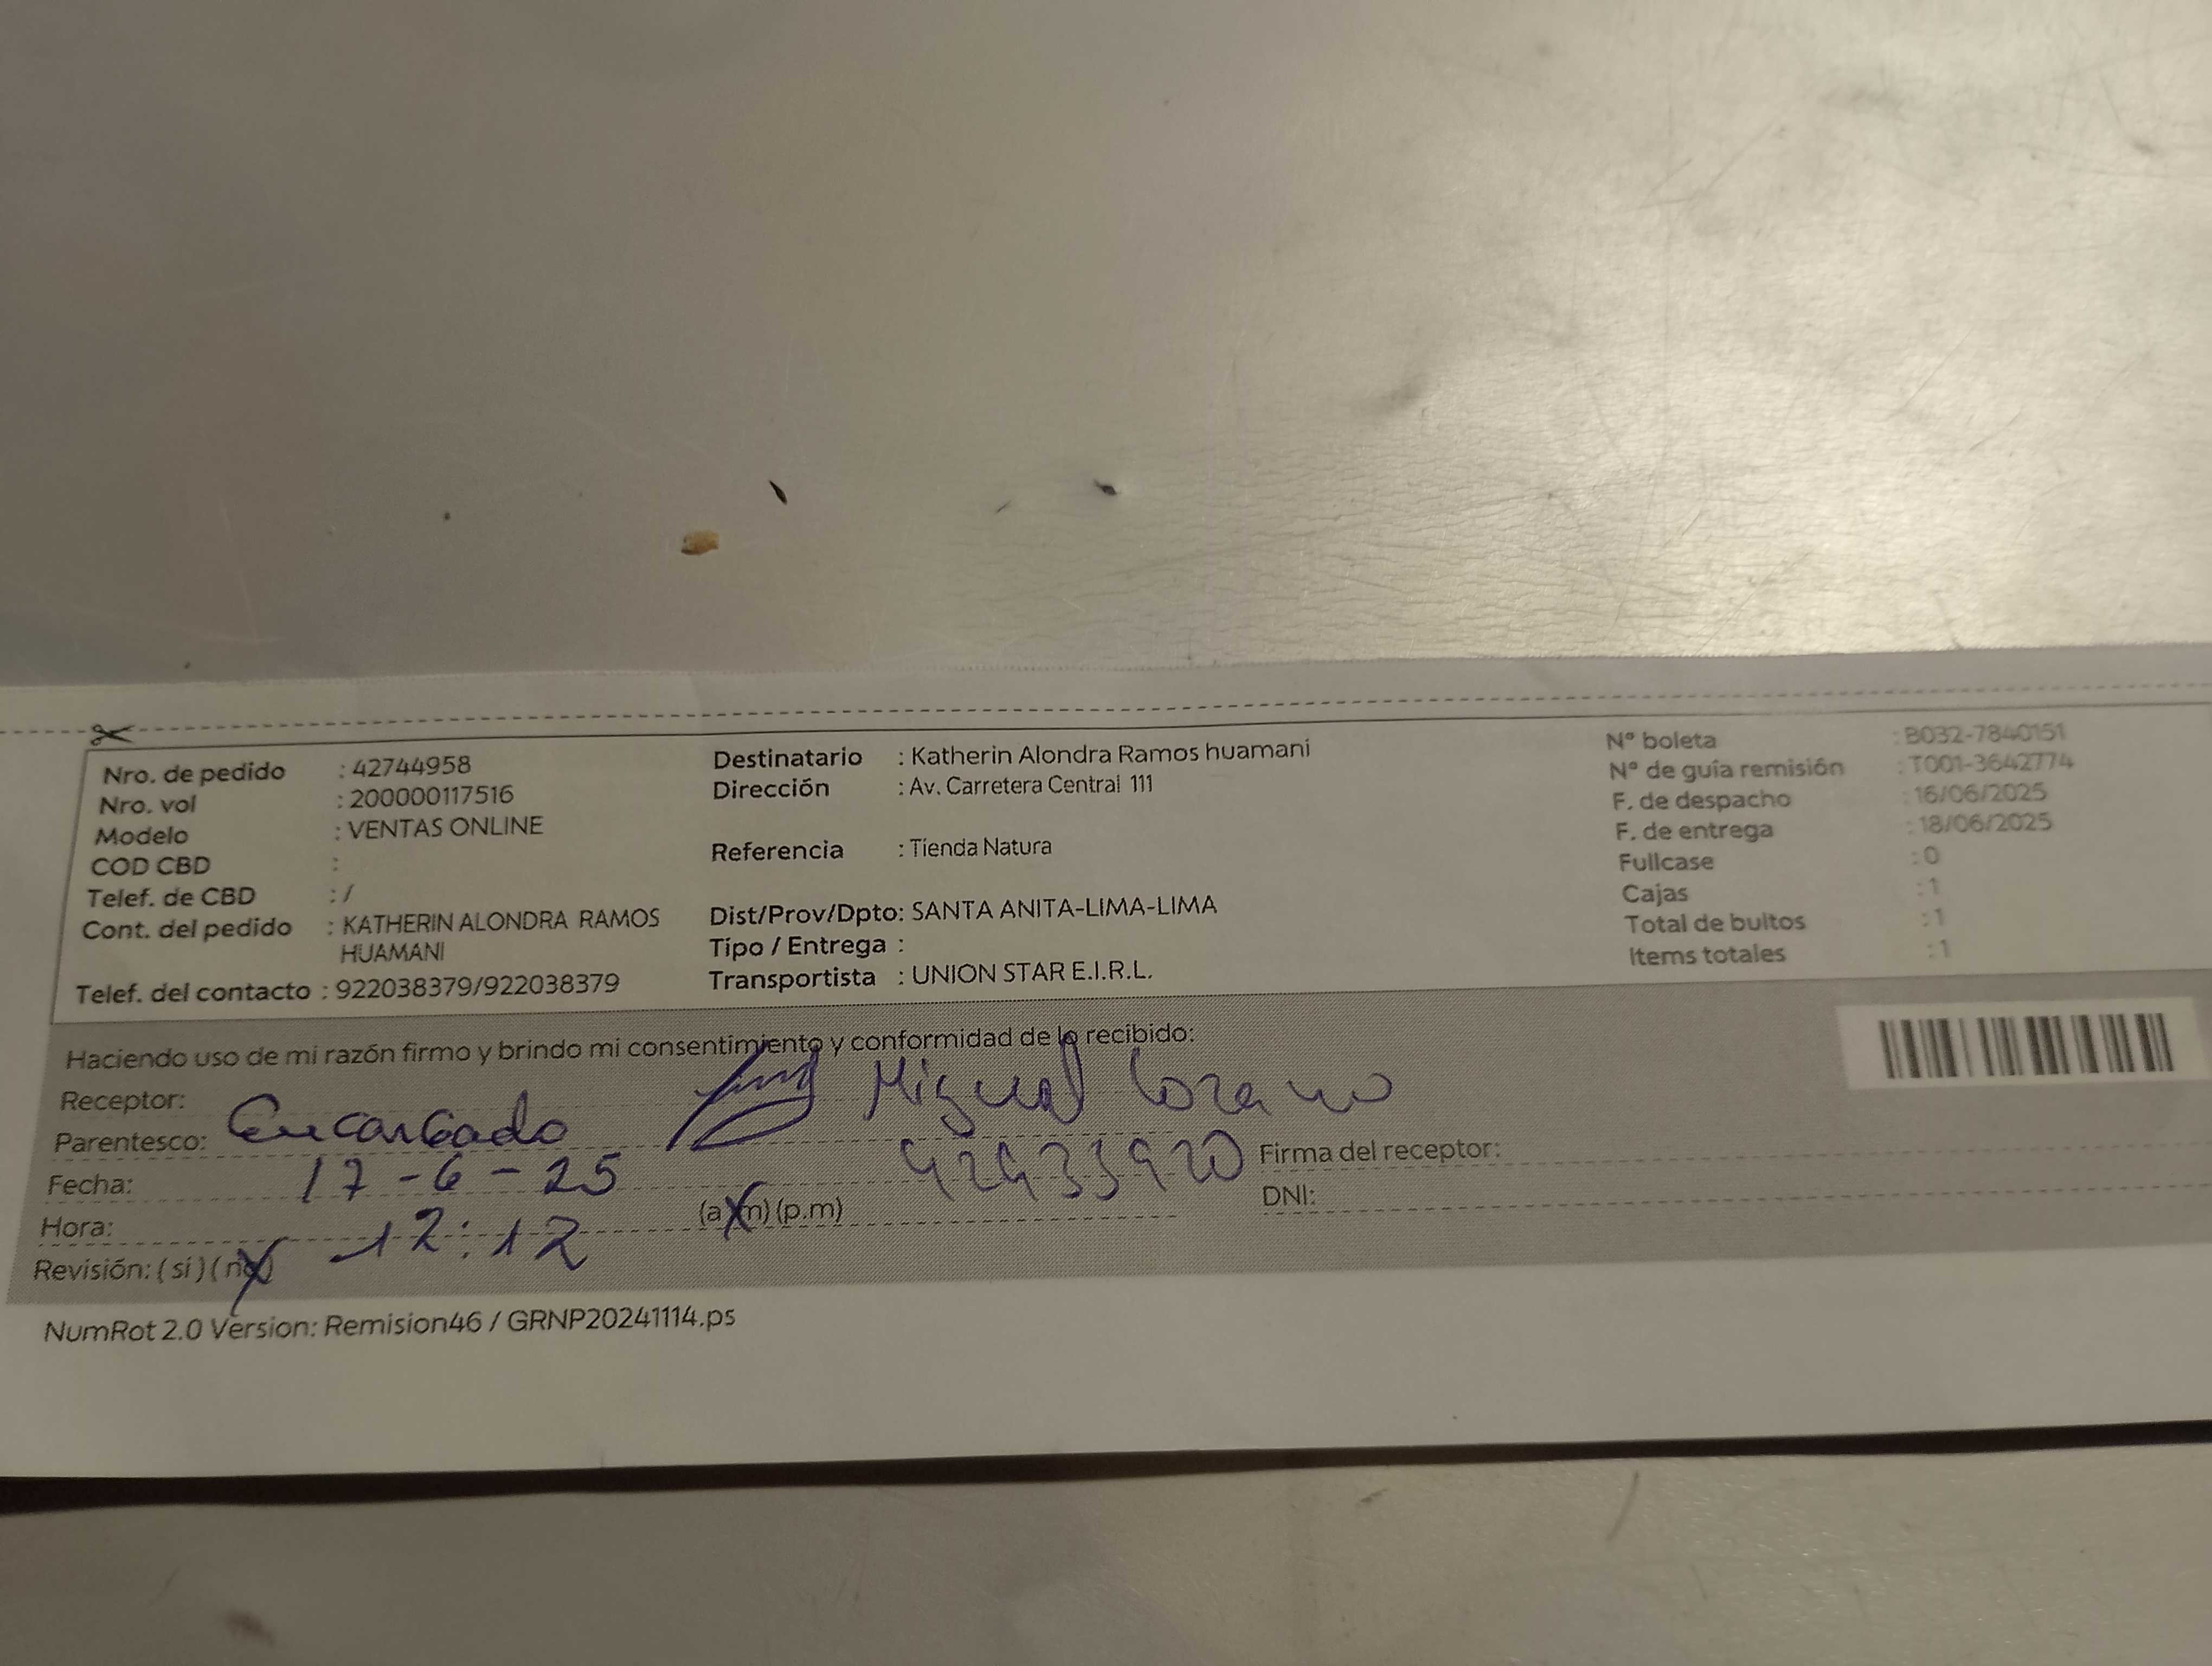 Nro. de pedido : 42744958
Nro. vol : 200000117516
Modelo : VENTAS ONLINE
COD CBD :
Telef. de CBD : /
Cont. del pedido : KATHERIN ALONDRA RAMOS
HUAMANI
Telef. del contacto : 922038379/922038379
Destinatario : Katherin Alondra Ramos huamaní
Dirección : Av. Carretera Central 111
Referencia : Tienda Natura
Dist/Prov/Dpto: SANTA ANITA-LIMA-LIMA
Tipo / Entrega :
Transportista : UNION STAR E.I.R.L.
N° boleta : B032-7840151
N° de guía remisión : T001-3642774
F. de despacho : 16/06/2025
F. de entrega : 18/06/2025
Fullcase : 0
Cajas : 1
Total de bultos : 1
Items totales : 1
Haciendo uso de mi razón firmo y brindo mi consentimiento y conformidad de lo recibido:
Receptor: Miguel Lozano
Parentesco: Encargado
Fecha: 17-6-25
Hora: 12:12 (a.m) (p.m)
Revisión: ( si ) ( no )
Firma del receptor:
DNI:
NumRot 2.0 Version: Remision46 / GRNP20241114.ps